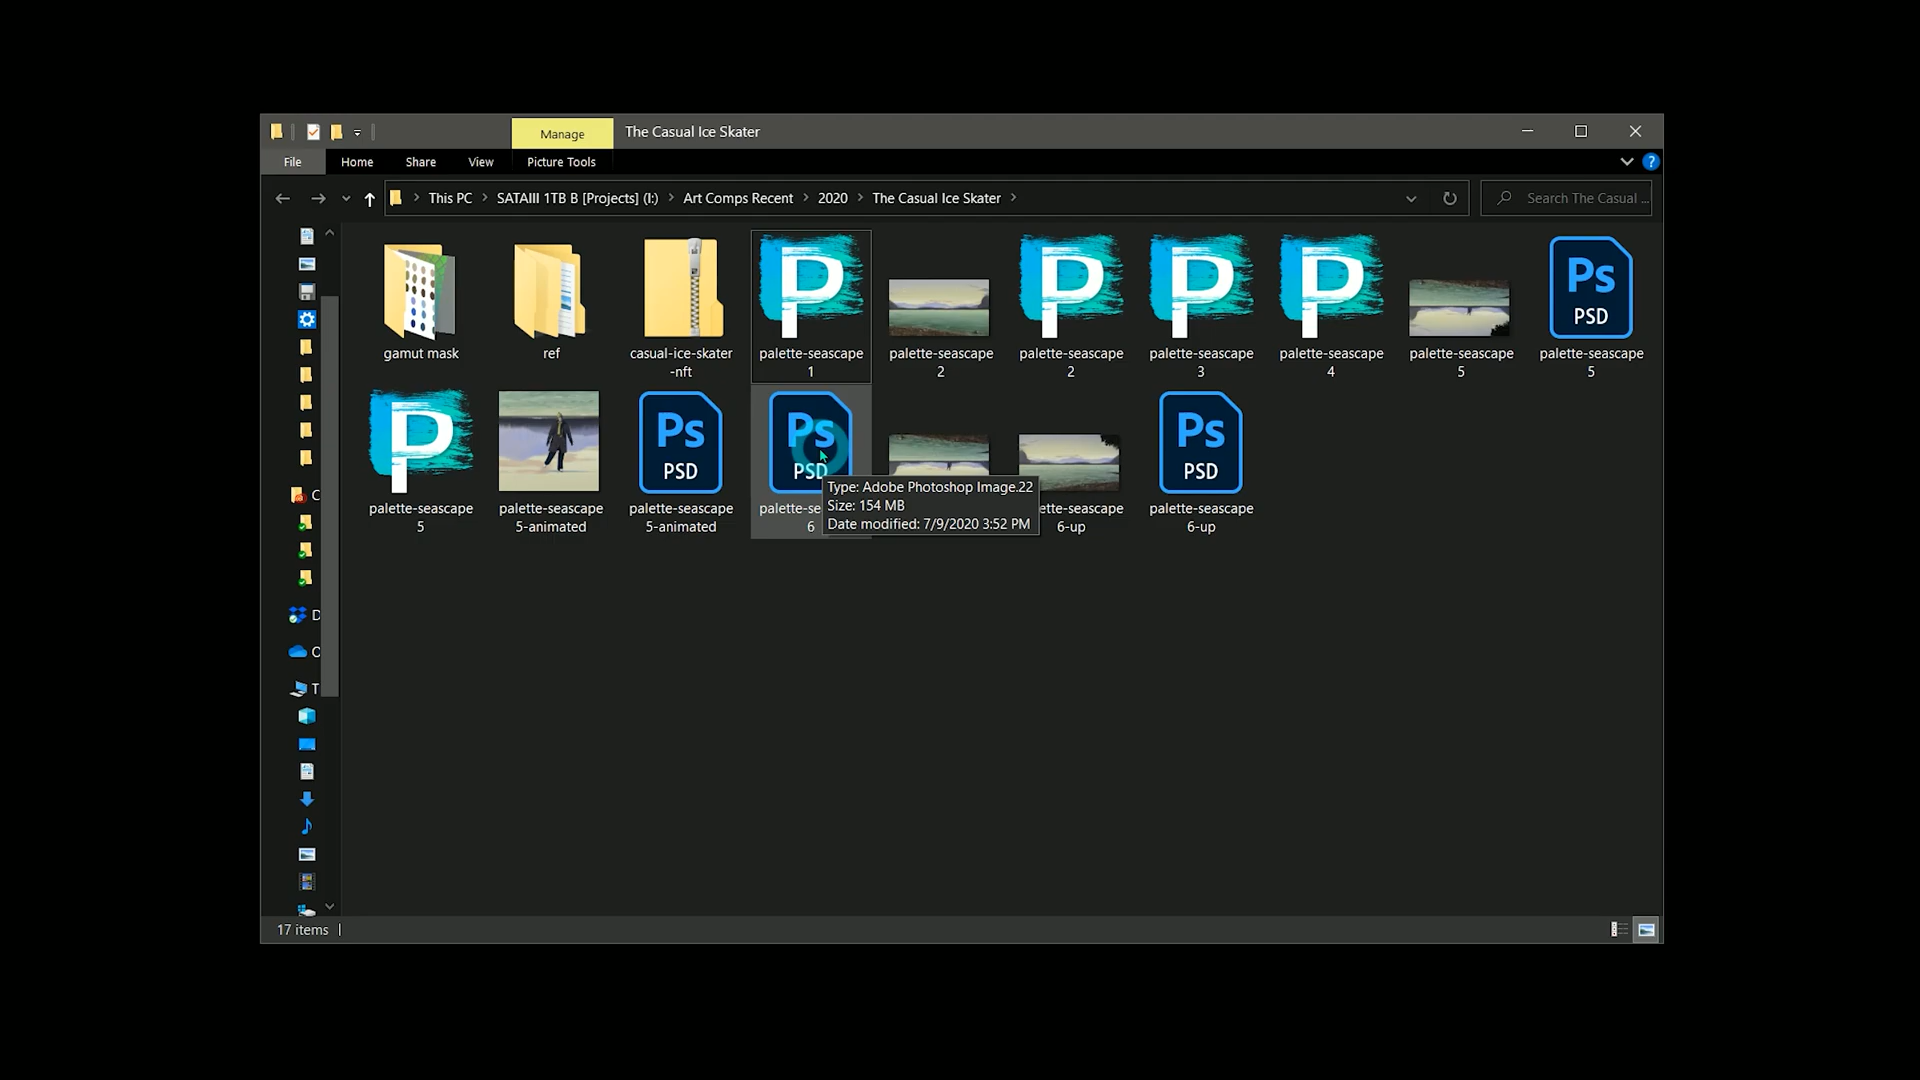 Manage
The Casual Ice Skater
File
Home
Share
View
Picture Tools
This PC
SATAIII 1TB B [Projects] (I:)
Art Comps Recent
2020
The Casual Ice Skater
Search The Casual ...
gamut mask
ref
casual-ice-skater
-nft
palette-seascape
1
palette-seascape
2
palette-seascape
2
palette-seascape
3
palette-seascape
4
palette-seascape
5
Ps
PSD
palette-seascape
5
P
P
P
P
P
palette-seascape
5
palette-seascape
5-animated
Ps
PSD
palette-seascape
5-animated
Ps
PSD
palette-se
6
Type: Adobe Photoshop Image.22
Size: 154 MB
Date modified: 7/9/2020 3:52 PM
ette-seascape
6-up
Ps
PSD
palette-seascape
6-up
C
D
O
T
17 items